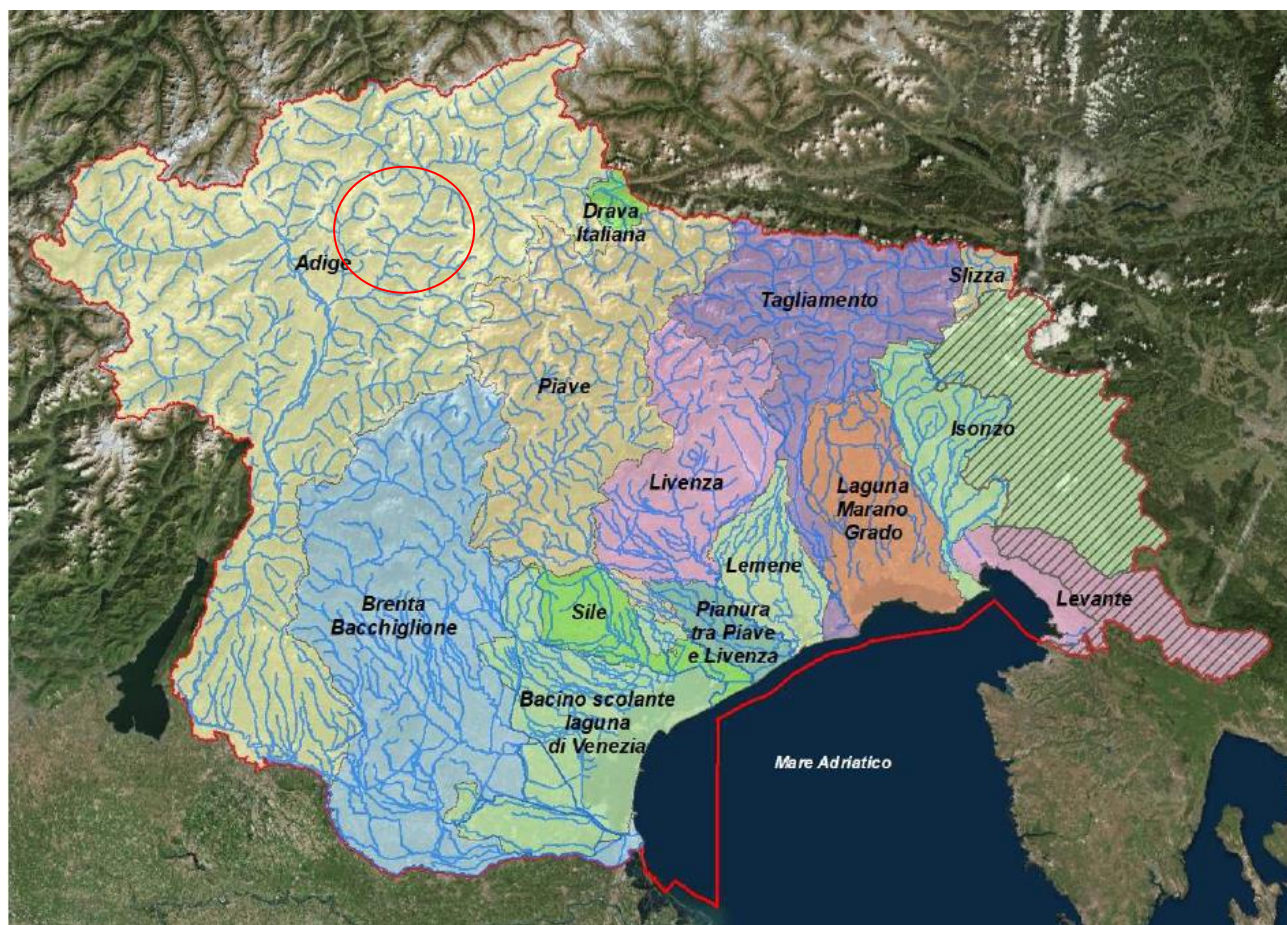 Drava
Italiana
Adige
Slizza
Tagliamento
Piave
Isonzo
Livenza
Laguna
Marano
Grado
Lemene
Levante
Brenta
Bacchiglione
Sile
Pianura
tra Piave
e Livenza
Bacino scolante
laguna
di Venezia
Mare Adriatico